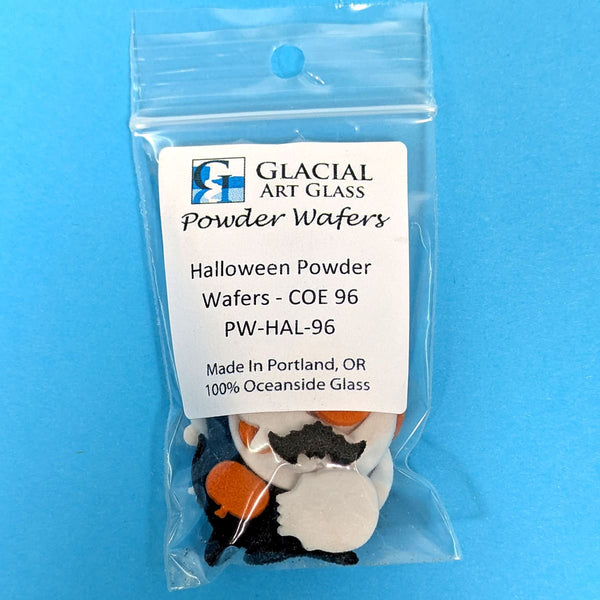 GLACIAL
ART GLASS
Powder Wafers
Halloween Powder
Wafers - COE 96
PW-HAL-96
Made In Portland, OR
100% Oceanside Glass